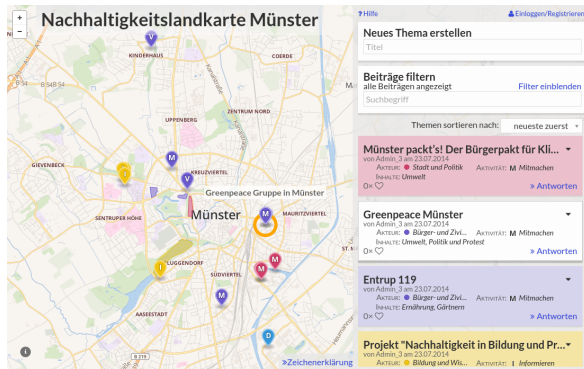 Nachhaltigkeitslandkarte Münster
+
−
V
KINDERHAUS
COERDE
B 54
B 54
UPPENBERG
ZENTRUM NORD
GIEVENBECK
M
KREUZVIERTEL
V
Greenpeace Gruppe in Münster
M
Münster
MAURITZVIERTEL
SENTRUPER HÖHE
PLUGGENDORF
I
M
M
SÜDVIERTEL
M
AASEESTADT
D
B 219
i
»Zeichenerklärung
? Hilfe
Einloggen/Registrieren
Neues Thema erstellen
Titel
Beiträge filtern
alle Beiträgen angezeigt
Filter einblenden
Suchbegriff
Themen sortieren nach: neueste zuerst
Münster packt's! Der Bürgerpakt für Kli...
von Admin_3 am 23.07.2014
AKTEUR: Stadt und Politik AKTIVITÄT: M Mitmachen
INHALTE: Umwelt
0×
» Antworten
Greenpeace Münster
von Admin_3 am 23.07.2014
AKTEUR: Bürger- und Zivi... AKTIVITÄT: M Mitmachen
INHALTE: Umwelt, Politik und Protest
0×
» Antworten
Entrup 119
von Admin_3 am 23.07.2014
AKTEUR: Bürger- und Zivi... AKTIVITÄT: M Mitmachen
INHALTE: Ernährung, Gärtnern
0×
» Antworten
Projekt "Nachhaltigkeit in Bildung und Pr...
von Admin_3 am 23.07.2014
AKTEUR: Bildung und Wis... AKTIVITÄT: I Informieren